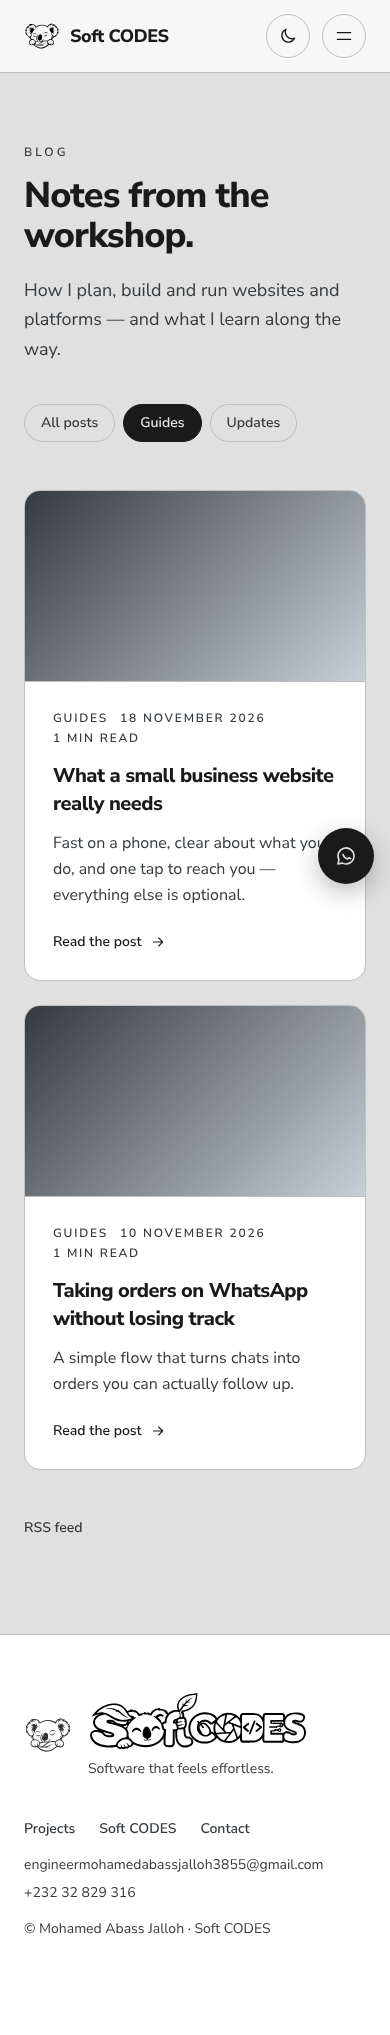 Soft CODES
BLOG
Notes from the
workshop.
How I plan, build and run websites and
platforms — and what I learn along the
way.
All posts Guides Updates
GUIDES 18 NOVEMBER 2026
1 MIN READ
What a small business website
really needs
Fast on a phone, clear about what you
do, and one tap to reach you —
everything else is optional.
Read the post →
GUIDES 10 NOVEMBER 2026
1 MIN READ
Taking orders on WhatsApp
without losing track
A simple flow that turns chats into
orders you can actually follow up.
Read the post →
RSS feed
SoftCODES
Software that feels effortless.
Projects Soft CODES Contact
engineermohamedabassjalloh3855@gmail.com
+232 32 829 316
© Mohamed Abass Jalloh · Soft CODES